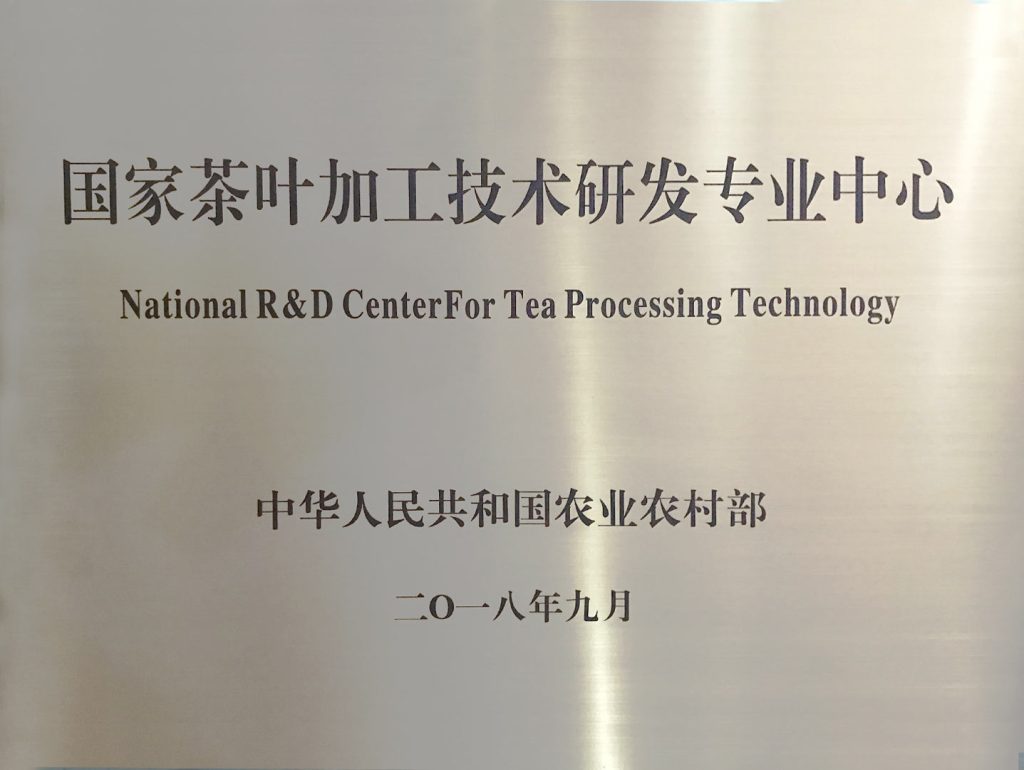 国家茶叶加工技术研发专业中心
National R&D CenterFor Tea Processing Technology
中华人民共和国农业农村部
二O一八年九月